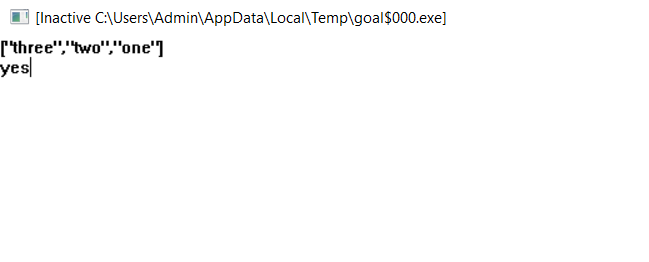 [Inactive C:\Users\Admin\AppData\Local\Temp\goal$000.exe]
["three","two","one"]
yes